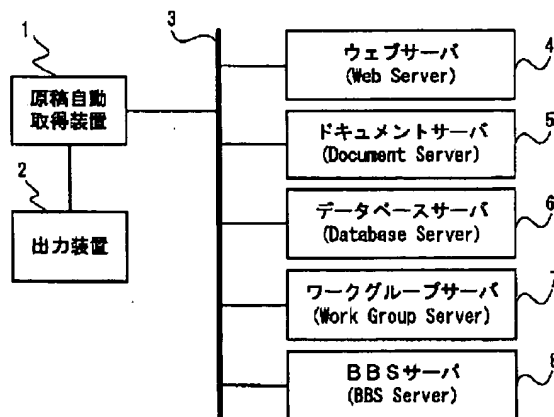 1
原稿自動
取得装置
2
出力装置
3
ウェブサーバ
(Web Server)
4
ドキュメントサーバ
(Document Server)
5
データベースサーバ
(Database Server)
6
ワークグループサーバ
(Work Group Server)
7
BBSサーバ
(BBS Server)
8